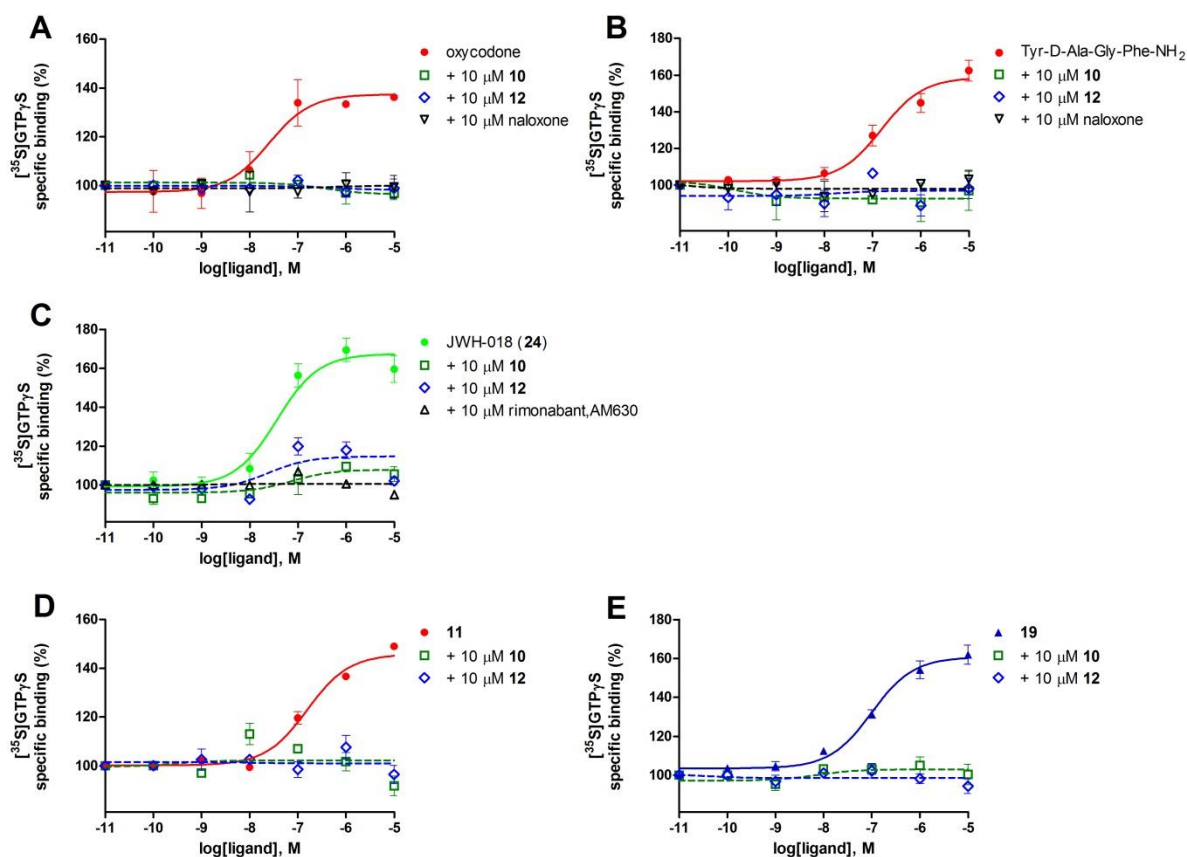 A
[³⁵S]GTPγS
specific binding (%)
160
140
120
100
-11 -10 -9 -8 -7 -6 -5
log[ligand], M
oxycodone
+ 10 μM 10
+ 10 μM 12
+ 10 μM naloxone
B
[³⁵S]GTPγS
specific binding (%)
180
160
140
120
100
-11 -10 -9 -8 -7 -6 -5
log[ligand], M
Tyr-D-Ala-Gly-Phe-NH₂
+ 10 μM 10
+ 10 μM 12
+ 10 μM naloxone
C
[³⁵S]GTPγS
specific binding (%)
180
160
140
120
100
-11 -10 -9 -8 -7 -6 -5
log[ligand], M
JWH-018 (24)
+ 10 μM 10
+ 10 μM 12
+ 10 μM rimonabant,AM630
D
[³⁵S]GTPγS
specific binding (%)
160
140
120
100
-11 -10 -9 -8 -7 -6 -5
log[ligand], M
11
+ 10 μM 10
+ 10 μM 12
E
[³⁵S]GTPγS
specific binding (%)
180
160
140
120
100
-11 -10 -9 -8 -7 -6 -5
log[ligand], M
19
+ 10 μM 10
+ 10 μM 12